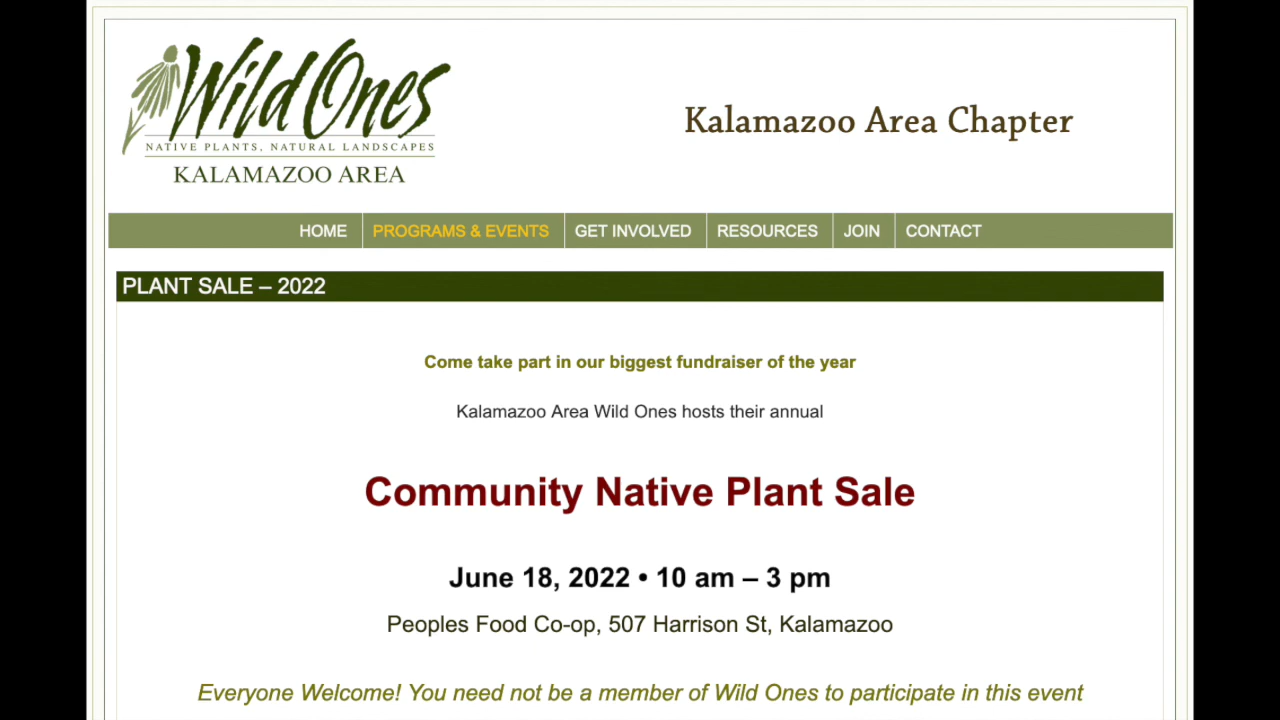 Wild Ones
NATIVE PLANTS, NATURAL LANDSCAPES
KALAMAZOO AREA
Kalamazoo Area Chapter
HOME PROGRAMS & EVENTS GET INVOLVED RESOURCES JOIN CONTACT
PLANT SALE – 2022
Come take part in our biggest fundraiser of the year
Kalamazoo Area Wild Ones hosts their annual
Community Native Plant Sale
June 18, 2022 • 10 am – 3 pm
Peoples Food Co-op, 507 Harrison St, Kalamazoo
Everyone Welcome! You need not be a member of Wild Ones to participate in this event